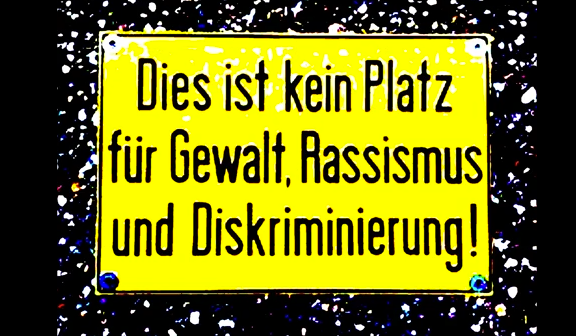 Dies ist kein Platz
für Gewalt, Rassismus
und Diskriminierung!